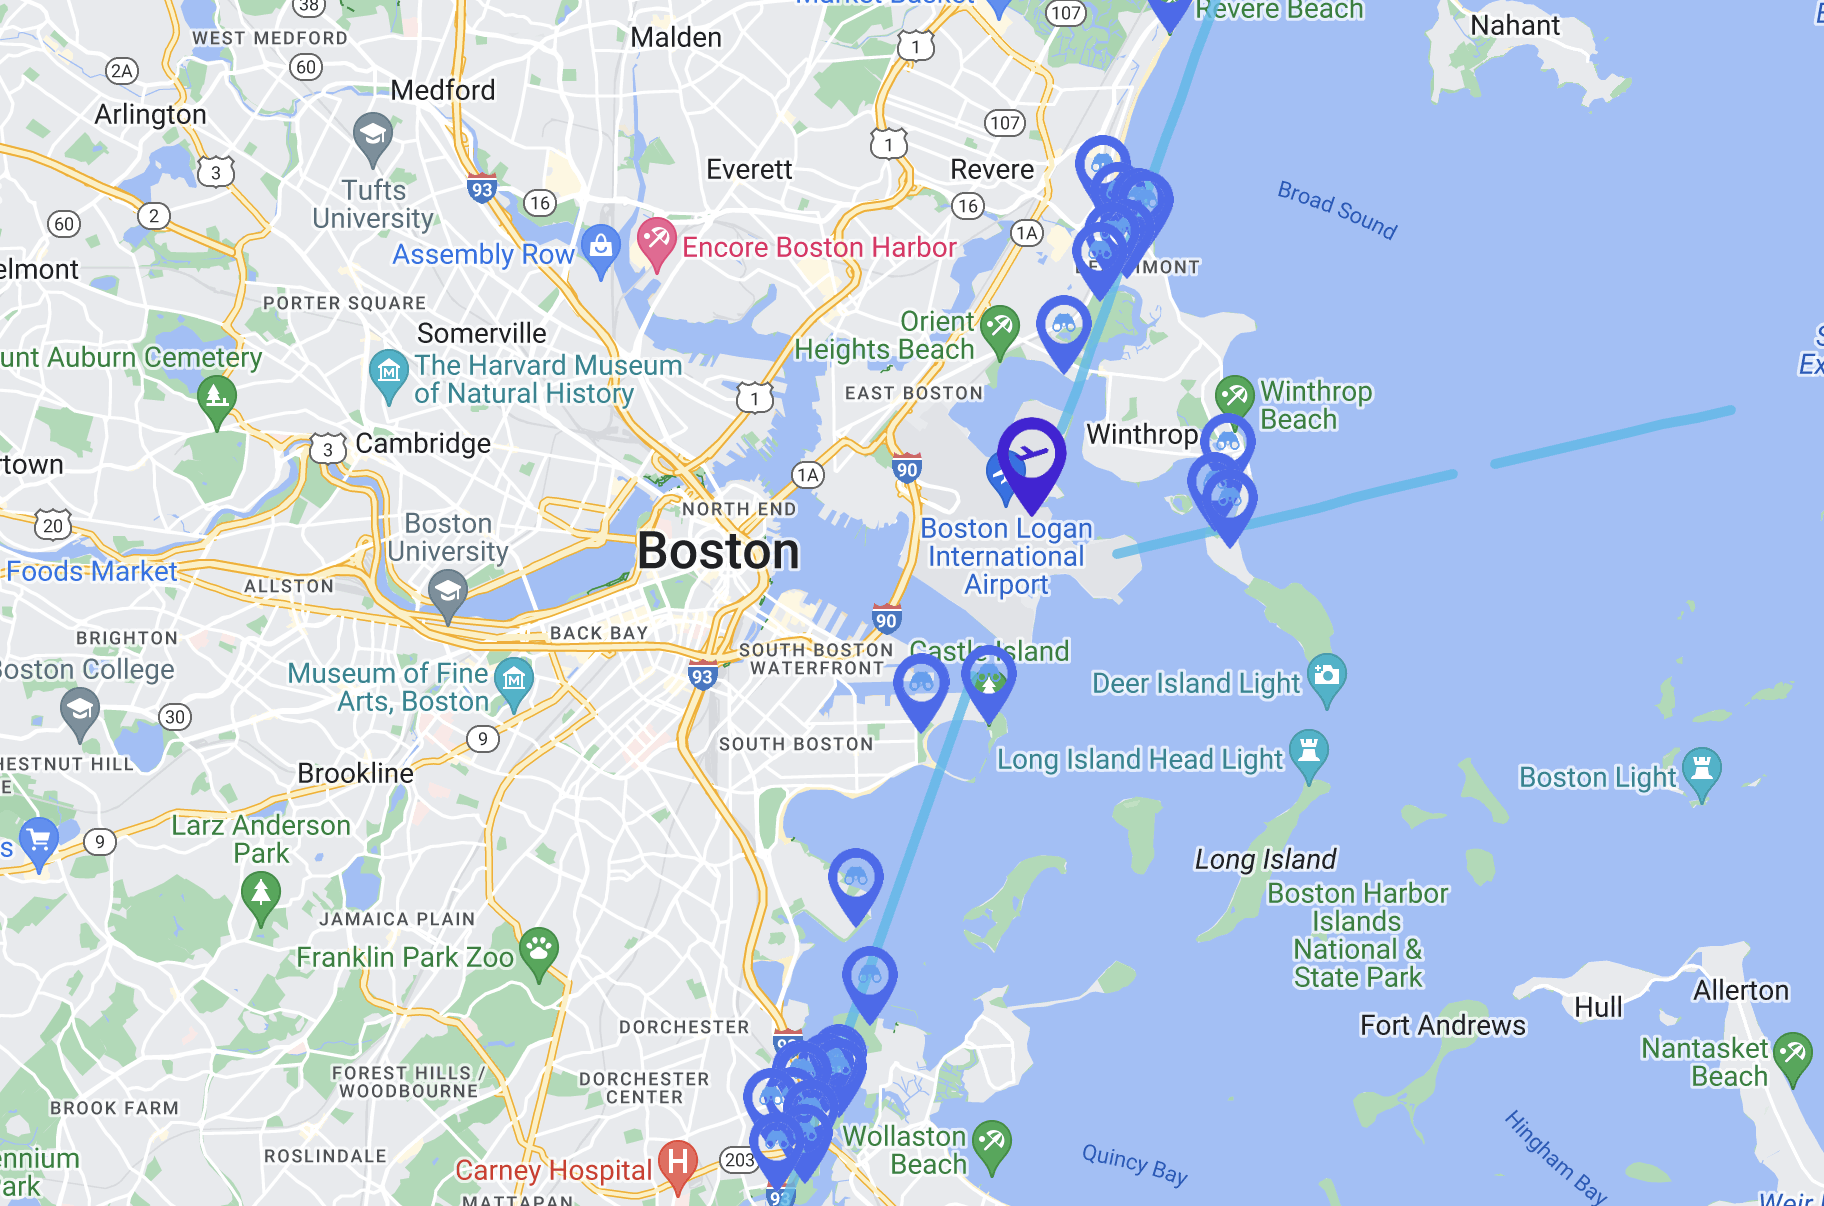 38
Market Basket
107
Revere Beach
Nahant
WEST MEDFORD
Malden
1
2A
60
Medford
Arlington
107
1
Everett
Revere
3
Tufts
University
93
16
16
Broad Sound
60
2
1A
Assembly Row
Encore Boston Harbor
elmont
MONT
PORTER SQUARE
Somerville
Orient
Heights Beach
unt Auburn Cemetery
The Harvard Museum
of Natural History
1
EAST BOSTON
Winthrop
Beach
Ex
3
Cambridge
Winthrop
rtown
90
1A
NORTH END
20
Boston
University
Boston
Boston Logan
International
Airport
Foods Market
ALLSTON
BRIGHTON
BACK BAY
90
SOUTH BOSTON
WATERFRONT
Castle Island
Boston College
Museum of Fine
Arts, Boston
93
Deer Island Light
30
9
SOUTH BOSTON
Long Island Head Light
HESTNUT HILL
E
Brookline
Boston Light
Larz Anderson
Park
s
9
Long Island
Boston Harbor
Islands
National &
State Park
JAMAICA PLAIN
Franklin Park Zoo
Hull
Allerton
DORCHESTER
Fort Andrews
Nantasket
Beach
FOREST HILLS /
WOODBOURNE
DORCHESTER
CENTER
BROOK FARM
Wollaston
Beach
Quincy Bay
Hingham Bay
ROSLINDALE
Carney Hospital
H
203
ennium
ark
MATTAPAN
93
Weir